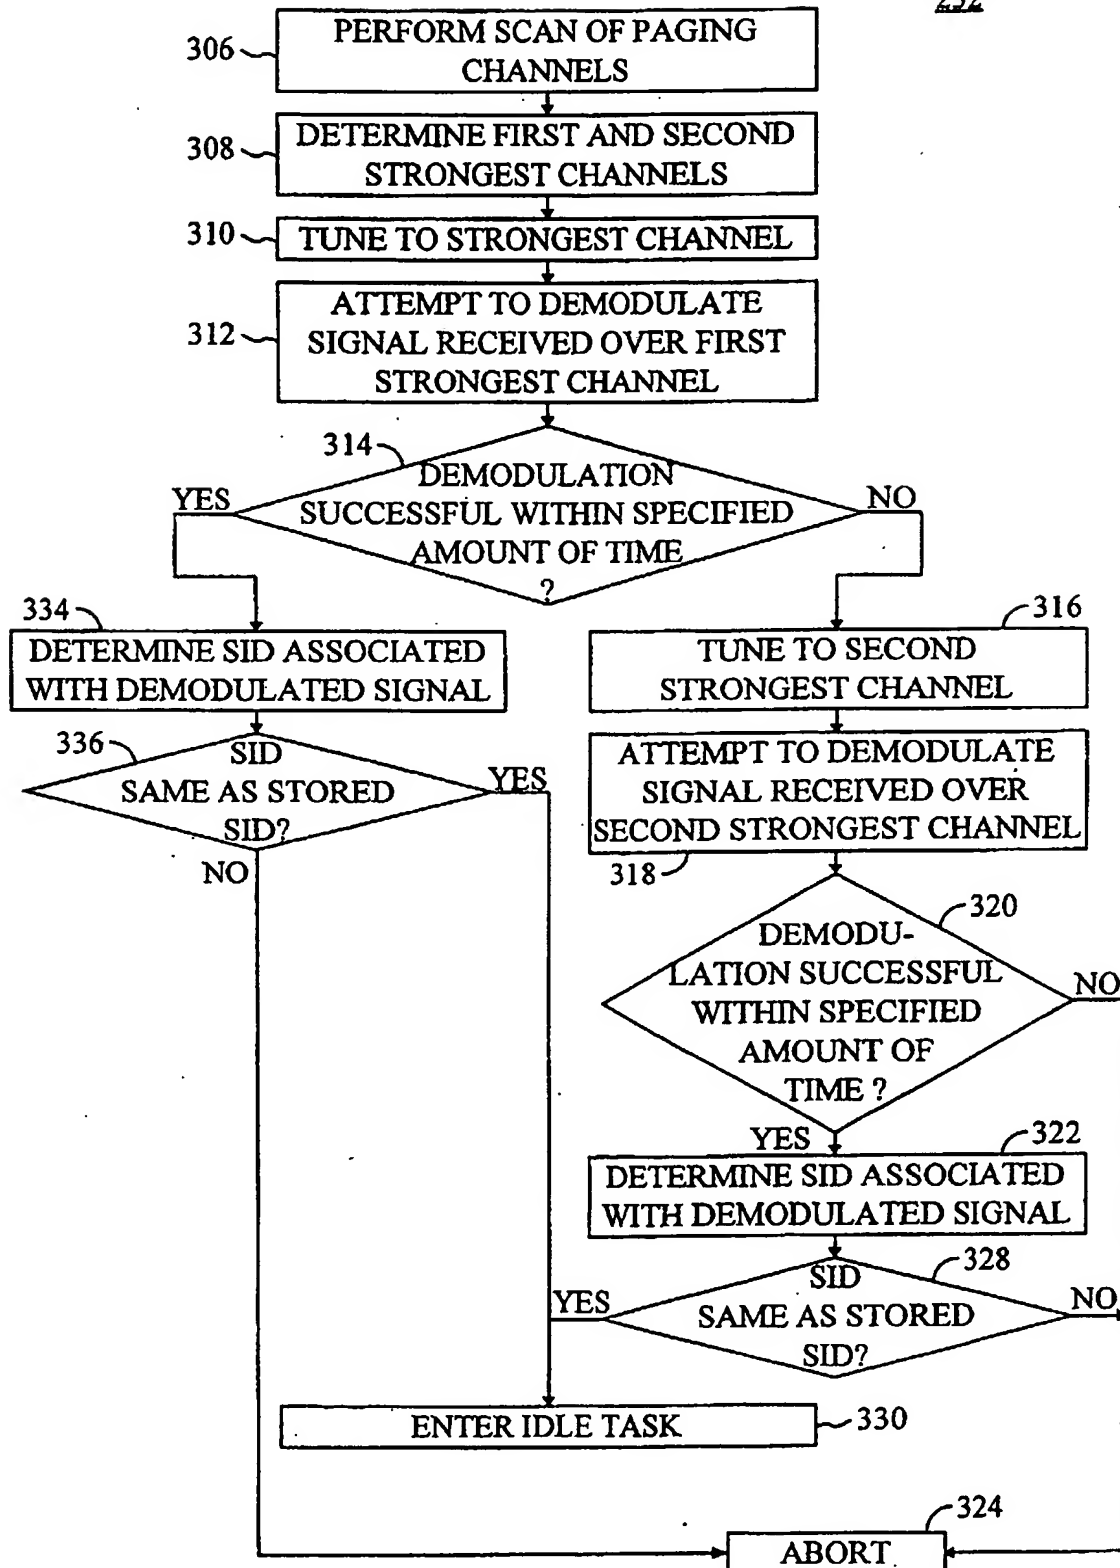 232
306
PERFORM SCAN OF PAGING
CHANNELS
308
DETERMINE FIRST AND SECOND
STRONGEST CHANNELS
310
TUNE TO STRONGEST CHANNEL
312
ATTEMPT TO DEMODULATE
SIGNAL RECEIVED OVER FIRST
STRONGEST CHANNEL
314
DEMODULATION
SUCCESSFUL WITHIN SPECIFIED
AMOUNT OF TIME
?
YES
NO
334
DETERMINE SID ASSOCIATED
WITH DEMODULATED SIGNAL
336
SID
SAME AS STORED
SID?
YES
NO
316
TUNE TO SECOND
STRONGEST CHANNEL
ATTEMPT TO DEMODULATE
SIGNAL RECEIVED OVER
SECOND STRONGEST CHANNEL
318
320
DEMODU-
LATION SUCCESSFUL
WITHIN SPECIFIED
AMOUNT OF
TIME ?
NO
YES
322
DETERMINE SID ASSOCIATED
WITH DEMODULATED SIGNAL
328
SID
SAME AS STORED
SID?
YES
NO
ENTER IDLE TASK
330
324
ABORT